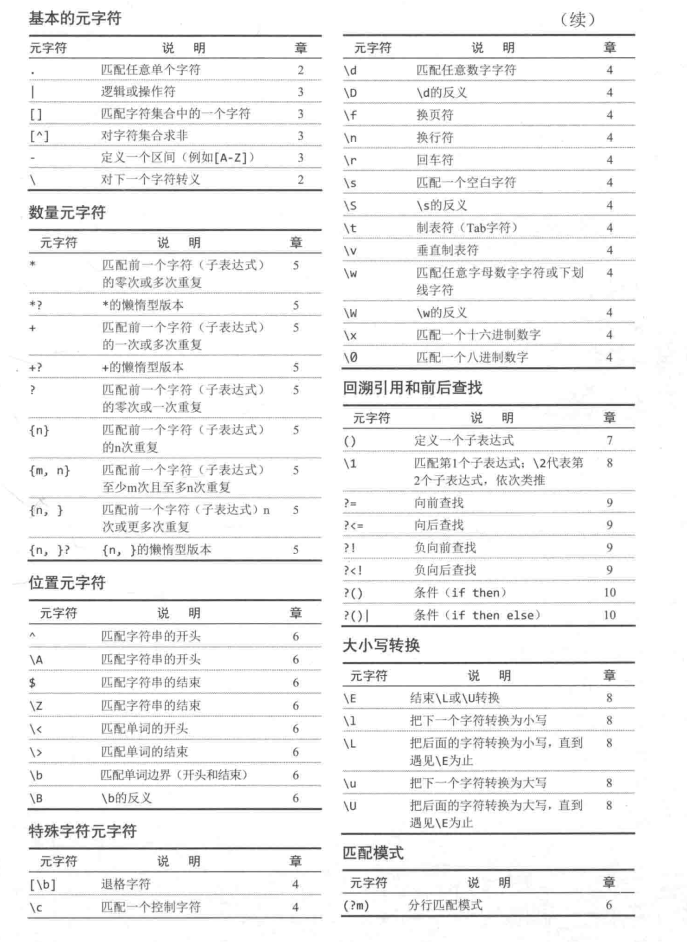 基本的元字符
元字符 说 明 章
. 匹配任意单个字符 2
| 逻辑或操作符 3
[] 匹配字符集合中的一个字符 3
[^] 对字符集合求非 3
- 定义一个区间（例如[A-Z]） 3
\ 对下一个字符转义 2
数量元字符
元字符 说 明 章
* 匹配前一个字符（子表达式） 5
的零次或多次重复
*? *的懒惰型版本 5
+ 匹配前一个字符（子表达式） 5
的一次或多次重复
+? +的懒惰型版本 5
? 匹配前一个字符（子表达式） 5
的零次或一次重复
{n} 匹配前一个字符（子表达式） 5
的n次重复
{m, n} 匹配前一个字符（子表达式） 5
至少m次且至多n次重复
{n, } 匹配前一个字符（子表达式）n 5
次或更多次重复
{n, }? {n, }的懒惰型版本 5
位置元字符
元字符 说 明 章
^ 匹配字符串的开头 6
\A 匹配字符串的开头 6
$ 匹配字符串的结束 6
\Z 匹配字符串的结束 6
\< 匹配单词的开头 6
\> 匹配单词的结束 6
\b 匹配单词边界（开头和结束） 6
\B \b的反义 6
特殊字符元字符
元字符 说 明 章
[\b] 退格字符 4
\c 匹配一个控制字符 4
（续）
元字符 说 明 章
\d 匹配任意数字字符 4
\D \d的反义 4
\f 换页符 4
\n 换行符 4
\r 回车符 4
\s 匹配一个空白字符 4
\S \s的反义 4
\t 制表符（Tab字符） 4
\v 垂直制表符 4
\w 匹配任意字母数字字符或下划 4
线字符
\W \w的反义 4
\x 匹配一个十六进制数字 4
\0 匹配一个八进制数字 4
回溯引用和前后查找
元字符 说 明 章
() 定义一个子表达式 7
\1 匹配第1个子表达式；\2代表第 8
2个子表达式，依次类推
?= 向前查找 9
?<= 向后查找 9
?! 负向前查找 9
?<! 负向后查找 9
?() 条件（if then） 10
?()| 条件（if then else） 10
大小写转换
元字符 说 明 章
\E 结束\L或\U转换 8
\l 把下一个字符转换为小写 8
\L 把后面的字符转换为小写，直到 8
遇见\E为止
\u 把下一个字符转换为大写 8
\U 把后面的字符转换为大写，直到 8
遇见\E为止
匹配模式
元字符 说 明 章
(?m) 分行匹配模式 6